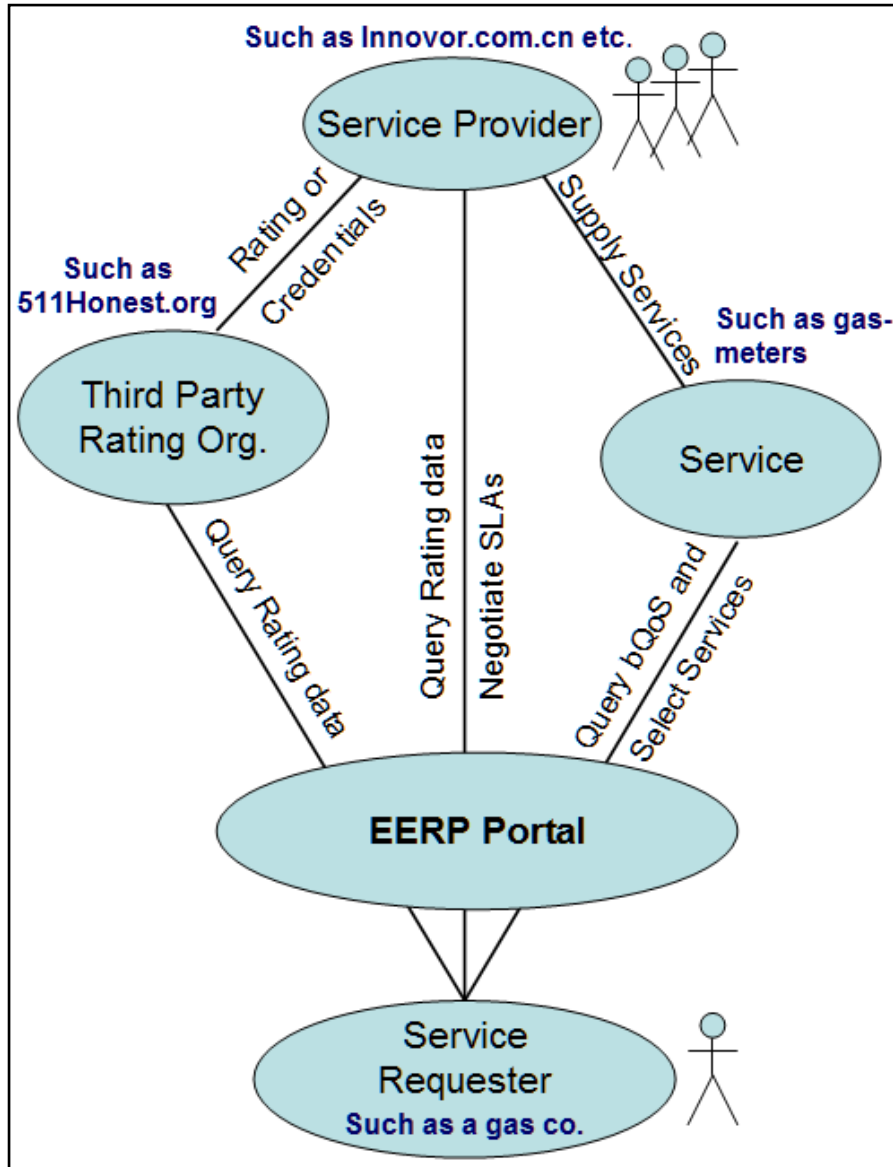 Such as Innovor.com.cn etc.
Service Provider
Rating or
Credentials
Supply Services
Such as
511Honest.org
Such as gas-
meters
Third Party
Rating Org.
Service
Query Rating data
Query Rating data
Negotiate SLAs
Query bQoS and
Select Services
EERP Portal
Service
Requester
Such as a gas co.